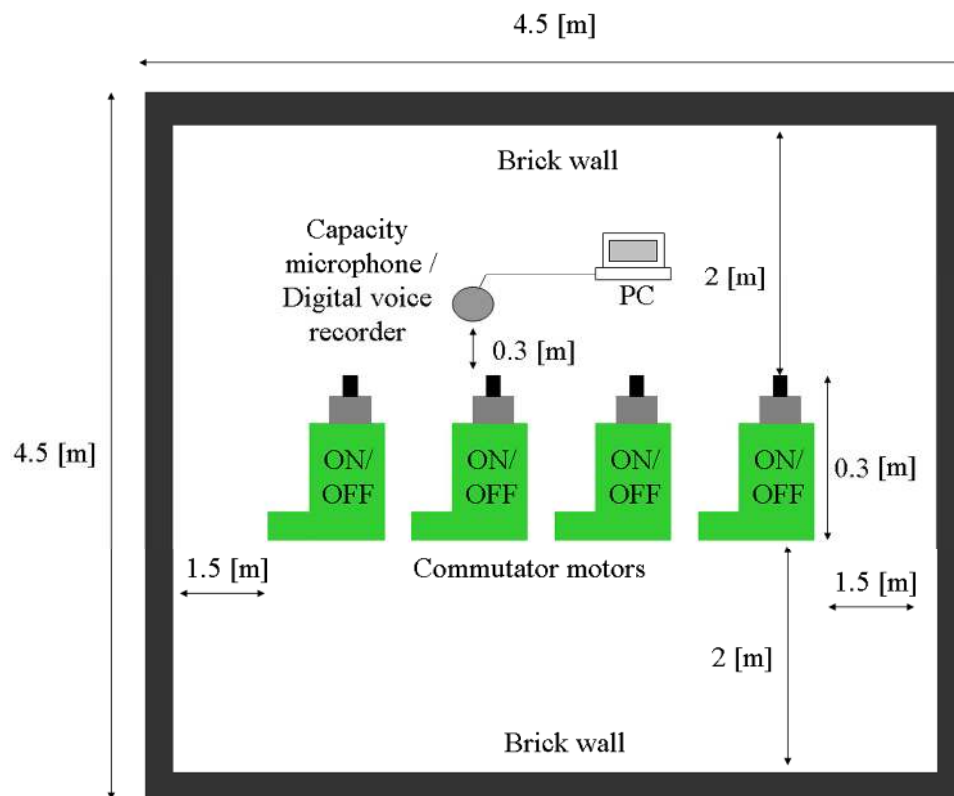 4.5 [m]
Brick wall
Capacity
microphone /
Digital voice
recorder
PC
2 [m]
0.3 [m]
4.5 [m]
ON/
OFF
ON/
OFF
ON/
OFF
ON/
OFF
0.3 [m]
1.5 [m]
Commutator motors
1.5 [m]
2 [m]
Brick wall